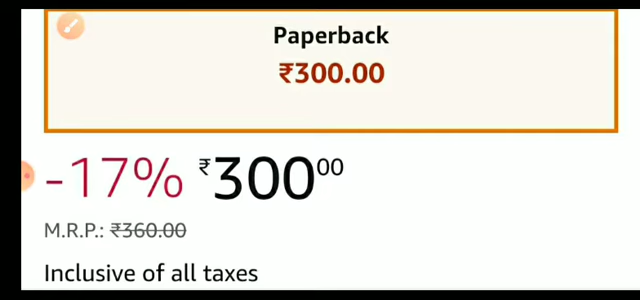 Paperback
₹300.00
-17% ₹30000
M.R.P.: ₹360.00
Inclusive of all taxes